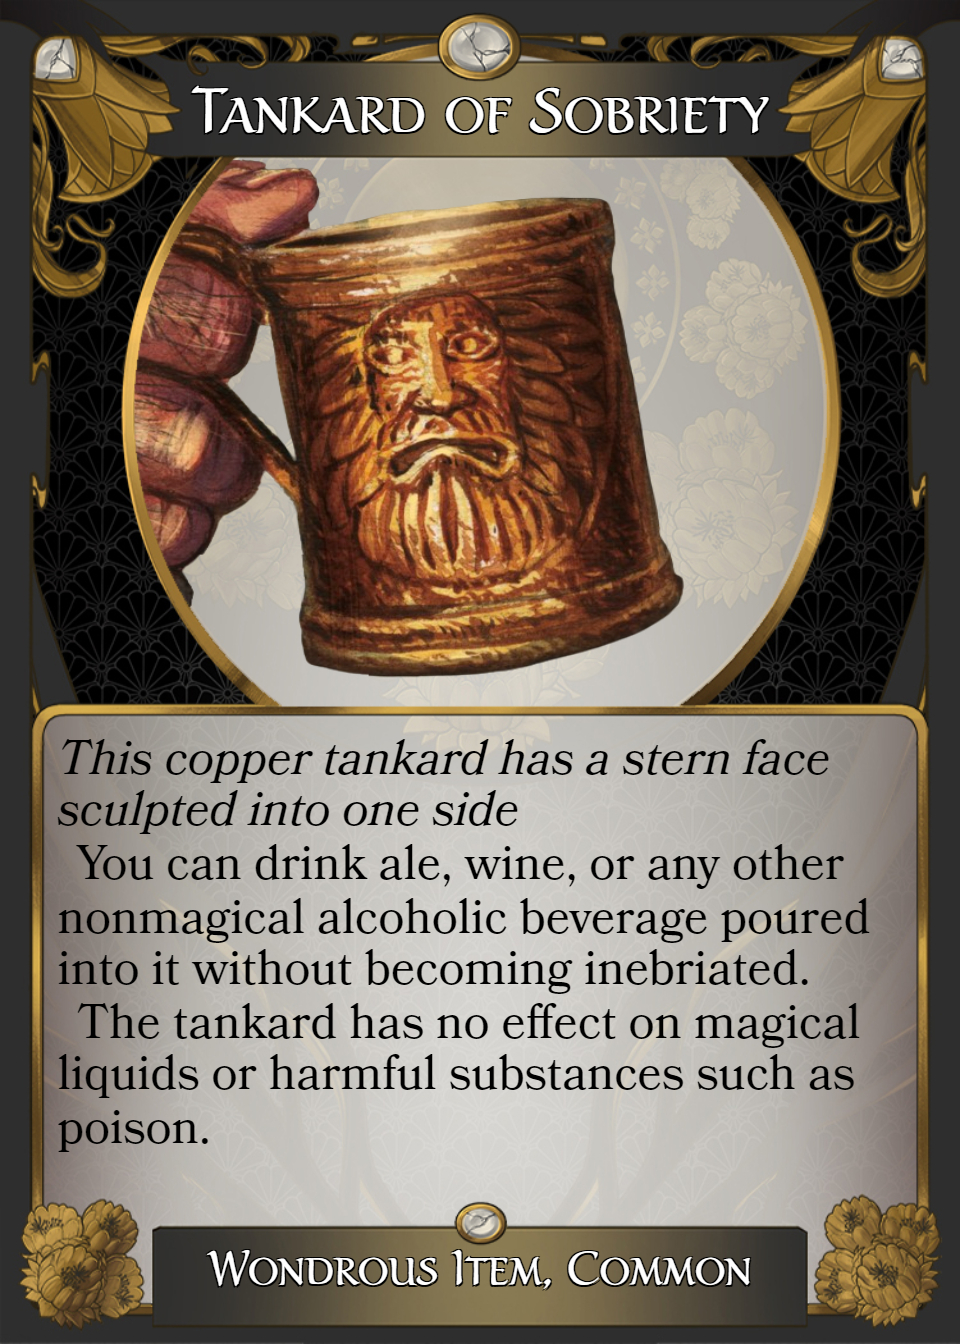 Tankard of Sobriety
This copper tankard has a stern face
sculpted into one side
You can drink ale, wine, or any other
nonmagical alcoholic beverage poured
into it without becoming inebriated.
The tankard has no effect on magical
liquids or harmful substances such as
poison.
Wondrous Item, Common